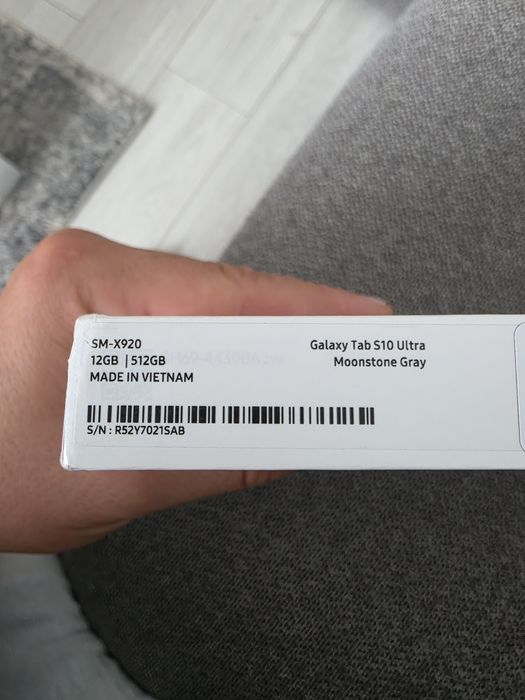 SM-X920
12GB | 512GB
MADE IN VIETNAM
Galaxy Tab S10 Ultra
Moonstone Gray
S/N : R52Y7021SAB